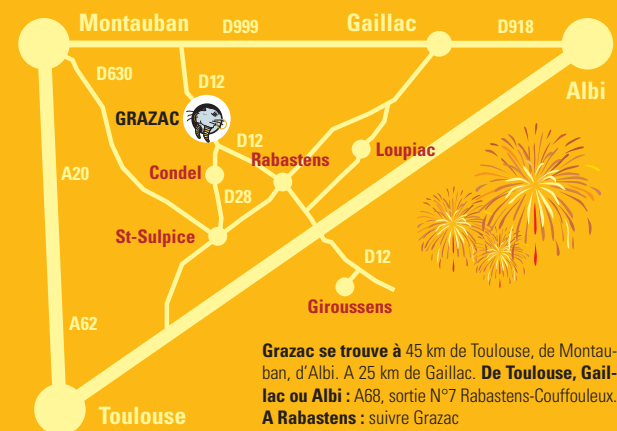 Montauban
D999
Gaillac
D918
D630
Albi
D12
GRAZAC
D12
Condel
Rabastens
Loupiac
A20
D28
St-Sulpice
D12
Giroussens
A62
Toulouse
Grazac se trouve à 45 km de Toulouse, de Montau-
ban, d'Albi. A 25 km de Gaillac. De Toulouse, Gail-
lac ou Albi : A68, sortie N°7 Rabastens-Couffouleux.
A Rabastens : suivre Grazac